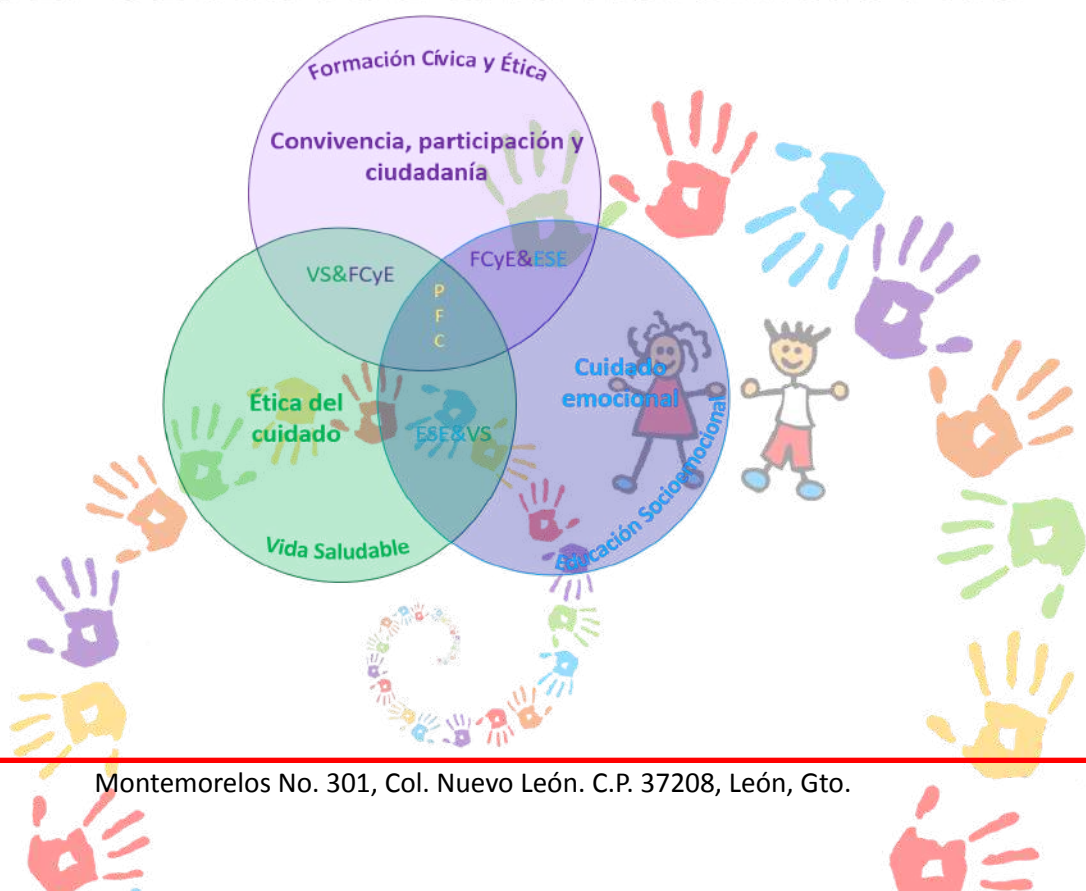 Formación Cívica y Ética
Convivencia, participación y
ciudadanía
VS&FCyE
FCyE&ESE
P
F
C
Cuidado
emocional
Ética del
cuidado
ESE&VS
Educación Socioemocional
Vida Saludable
Montemorelos No. 301, Col. Nuevo León. C.P. 37208, León, Gto.